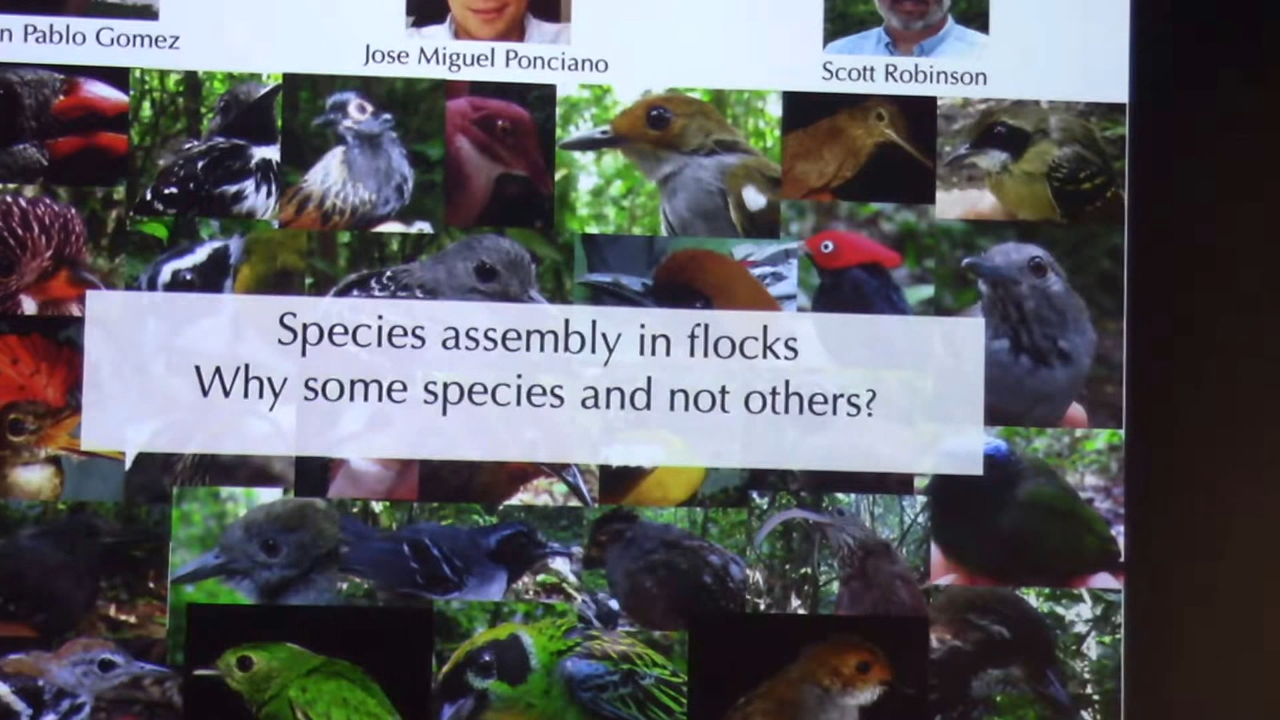 n Pablo Gomez
Jose Miguel Ponciano
Scott Robinson
Species assembly in flocks
Why some species and not others?